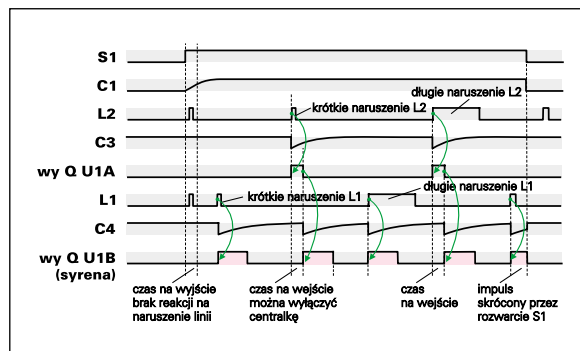 S1
C1
długie naruszenie L2
L2
krótkie naruszenie L2
C3
wy Q U1A
długie naruszenie L1
L1
krótkie naruszenie L1
C4
wy Q U1B
(syrena)
czas na wyjście
brak reakcji na
naruszenie linii
czas na wejście
można wyłączyć
centralkę
czas
na wejście
impuls
skrócony przez
rozwarcie S1